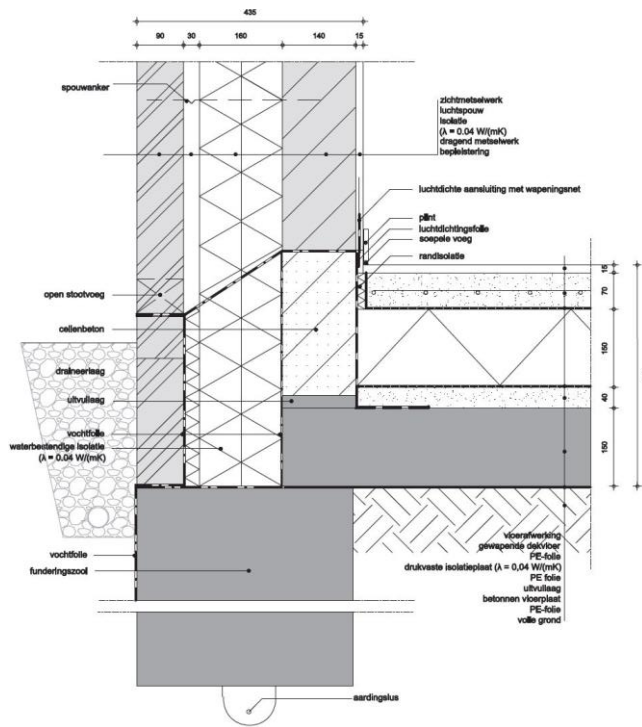 435
90 30 160 140 15
spouwanker
zichtmetselwerk
luchtspouw
isolatie
(λ = 0.04 W/(mK)
dragend metselwerk
bepleistering
luchtdichte aansluiting met wapeningsnet
plint
luchtdichtingsfolie
soepele voeg
randisolatie
open stootvoeg
cellenbeton
draineerlaag
uitvullaag
vochtfolie
waterbestendige isolatie
(λ = 0.04 W/(mK)
15
70
150
40
150
vochtfolie
funderingszool
vloerafwerking
gewapende dekvloer
PE-folie
drukvaste isolatieplaat (λ = 0,04 W/(mK)
PE folie
uitvullaag
betonnen vloerplaat
PE-folie
volle grond
aardingslus